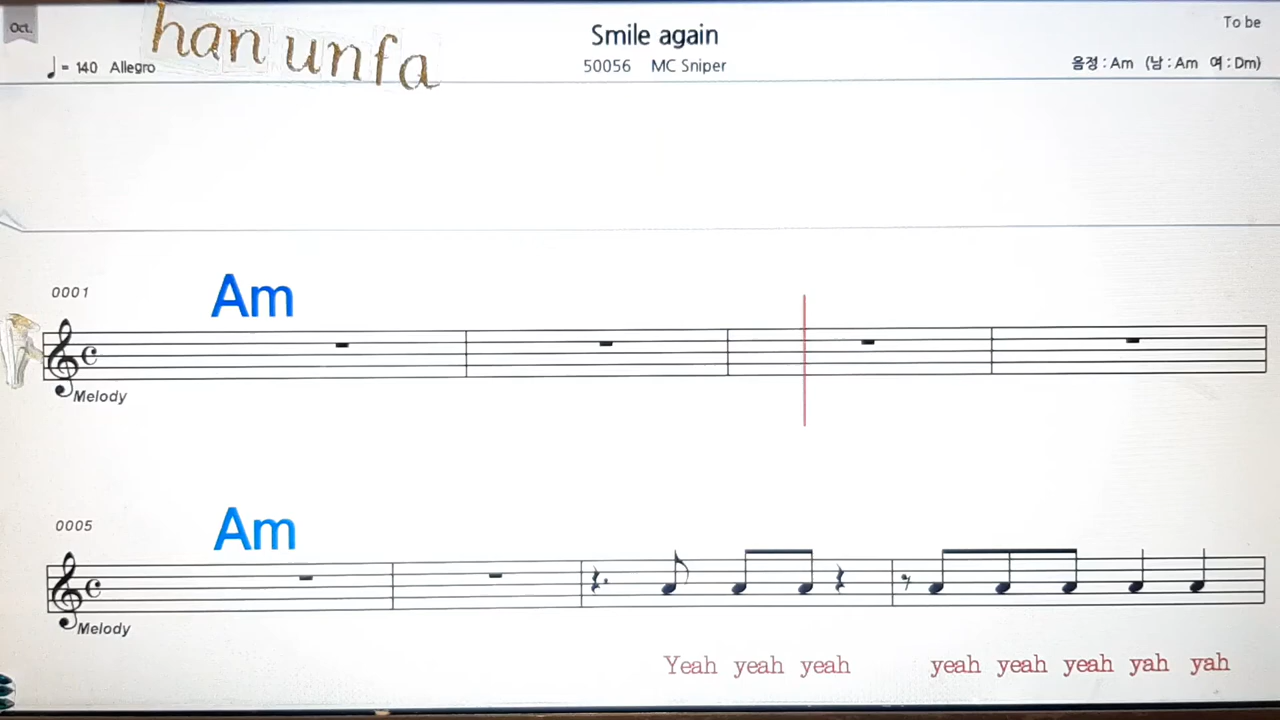 Oct.
han unfa
Smile again
To be
♩= 140 Allegro
50056 MC Sniper
음정 : Am (남 : Am 여 : Dm)
0001
Am
Melody
0005
Am
Melody
Yeah yeah yeah yeah yeah yeah yah yah